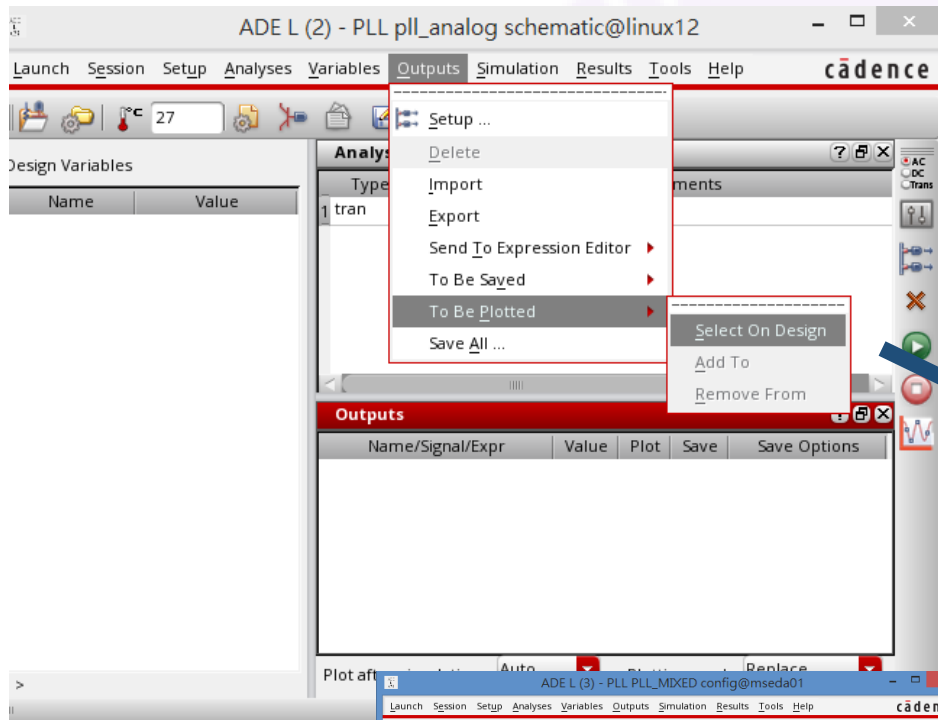 ADE L (2) - PLL pll_analog schematic@linux12
Launch Session Setup Analyses Variables Outputs Simulation Results Tools Help cādence
°C 27
Setup ...
Delete
Import
Export
Send To Expression Editor
To Be Saved
To Be Plotted
Save All ...
Select On Design
Add To
Remove From
Design Variables
Name Value
Analys
Type ments
1 tran
AC
DC
Trans
Outputs
Name/Signal/Expr Value Plot Save Save Options
Plot aft Auto Replace
>
ADE L (3) - PLL PLL_MIXED config@mseda01
Launch Session Setup Analyses Variables Outputs Simulation Results Tools Help cāden